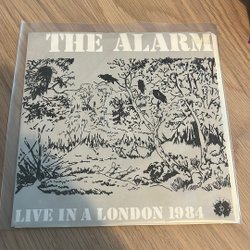 THE ALARM
LIVE IN A LONDON 1984